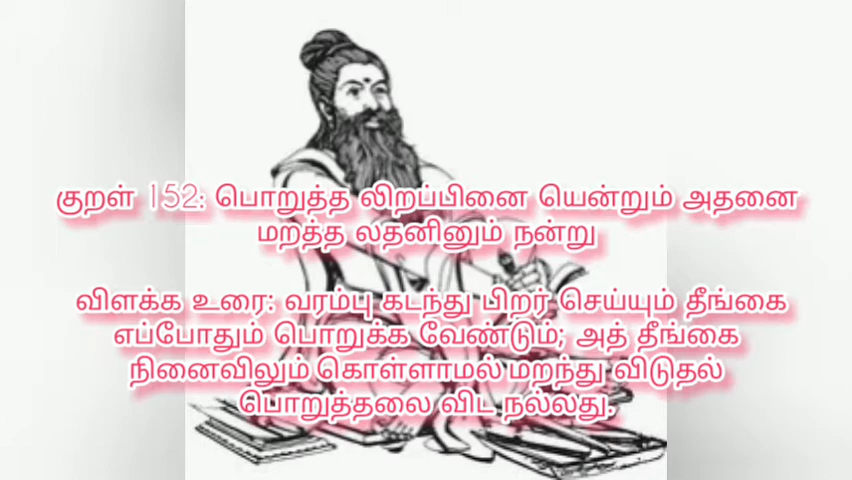 குறள் 152: பொறுத்த லிறப்பினை யென்றும் அதனை
மறத்த லதனினும் நன்று
விளக்க உரை: வரம்பு கடந்து பிறர் செய்யும் தீங்கை
எப்போதும் பொறுக்க வேண்டும்; அத் தீங்கை
நினைவிலும் கொள்ளாமல் மறந்து விடுதல்
பொறுத்தலை விட நல்லது.